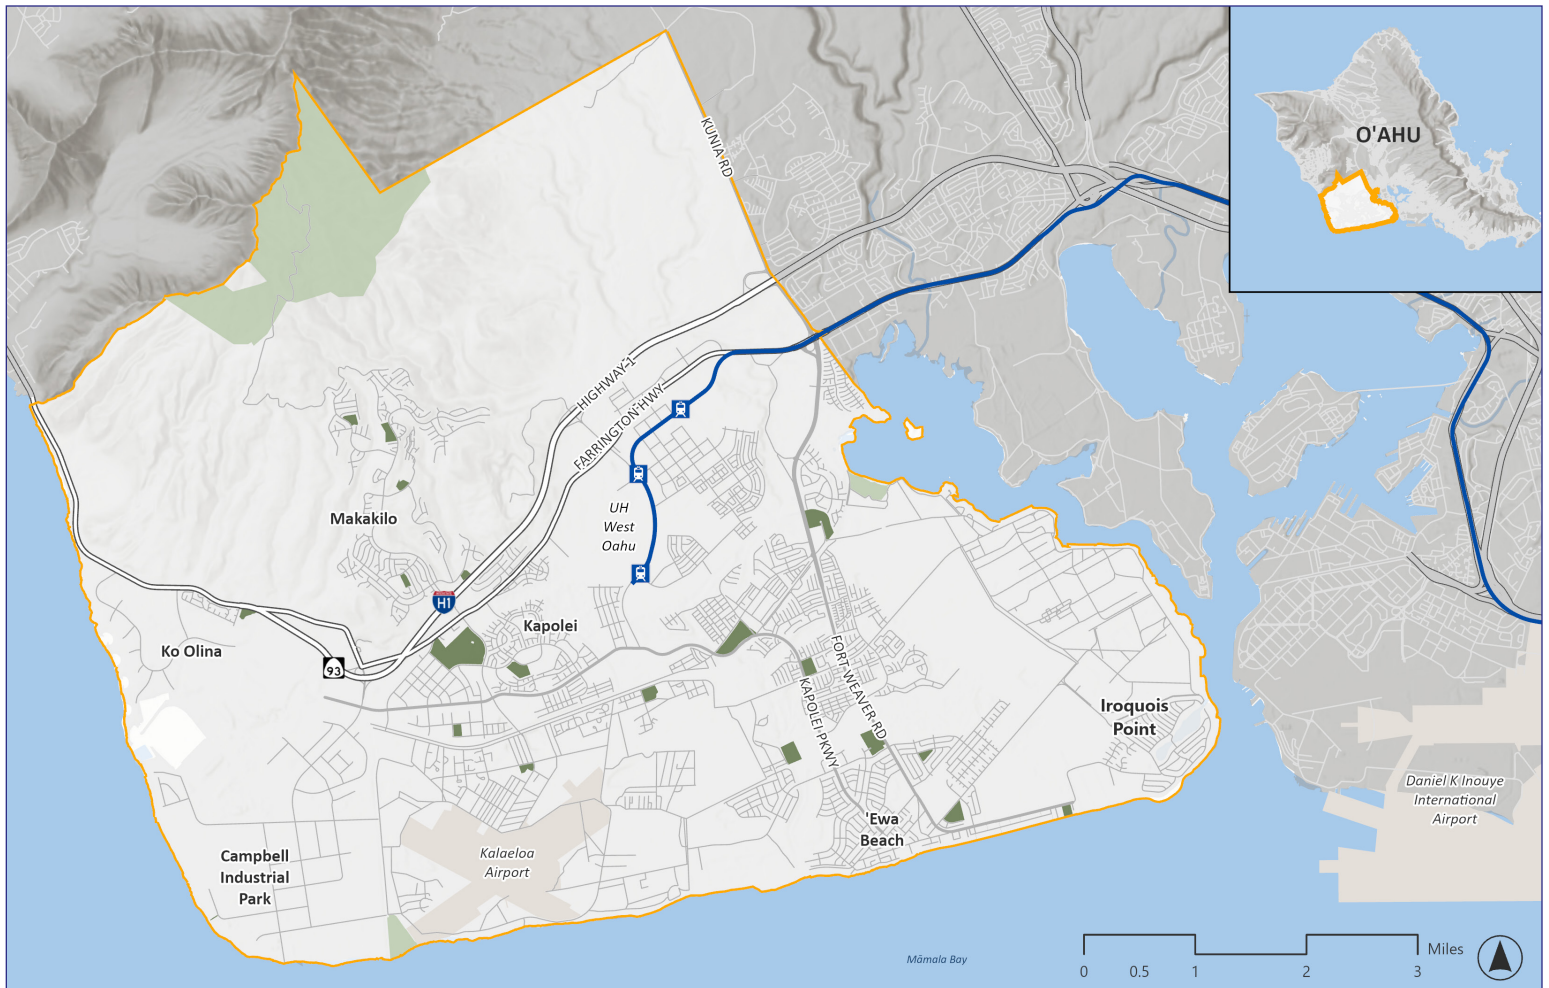 O'AHU
KUNIA RD
HIGHWAY-1
FARRINGTON HWY
UH
West
Oahu
Makakilo
H1
Kapolei
Ko Olina
93
FORT WEAVER RD
KAPOLEI PKWY
Iroquois
Point
Daniel K Inouye
International
Airport
'Ewa
Beach
Kalaeloa
Airport
Campbell
Industrial
Park
Māmala Bay
Miles
0 0.5 1 2 3